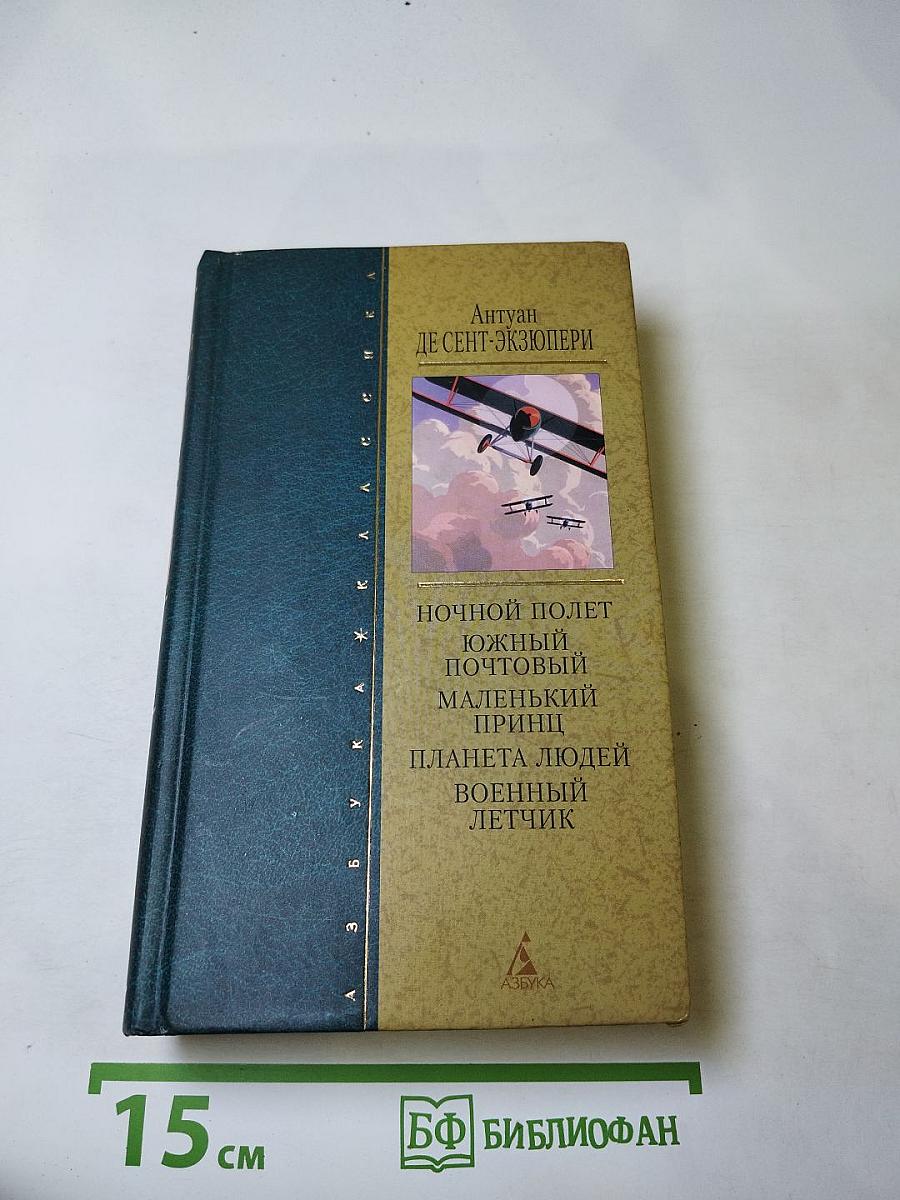 Антуан
ДЕ СЕНТ-ЭКЗЮПЕРИ
НОЧНОЙ ПОЛЕТ
ЮЖНЫЙ
ПОЧТОВЫЙ
МАЛЕНЬКИЙ
ПРИНЦ
ПЛАНЕТА ЛЮДЕЙ
ВОЕННЫЙ
ЛЕТЧИК
АЗБУКА
АЗБУКА*КЛАССИКА
15 см
БФ БИБЛИОФАН